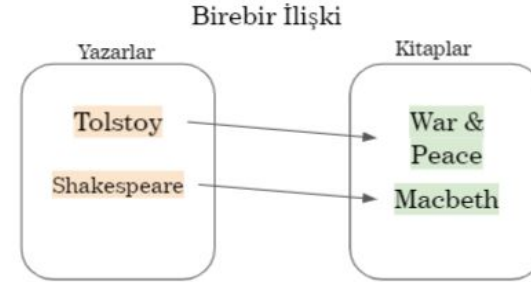 Birebir İlişki
Yazarlar
Kitaplar
Tolstoy
War &
Peace
Shakespeare
Macbeth